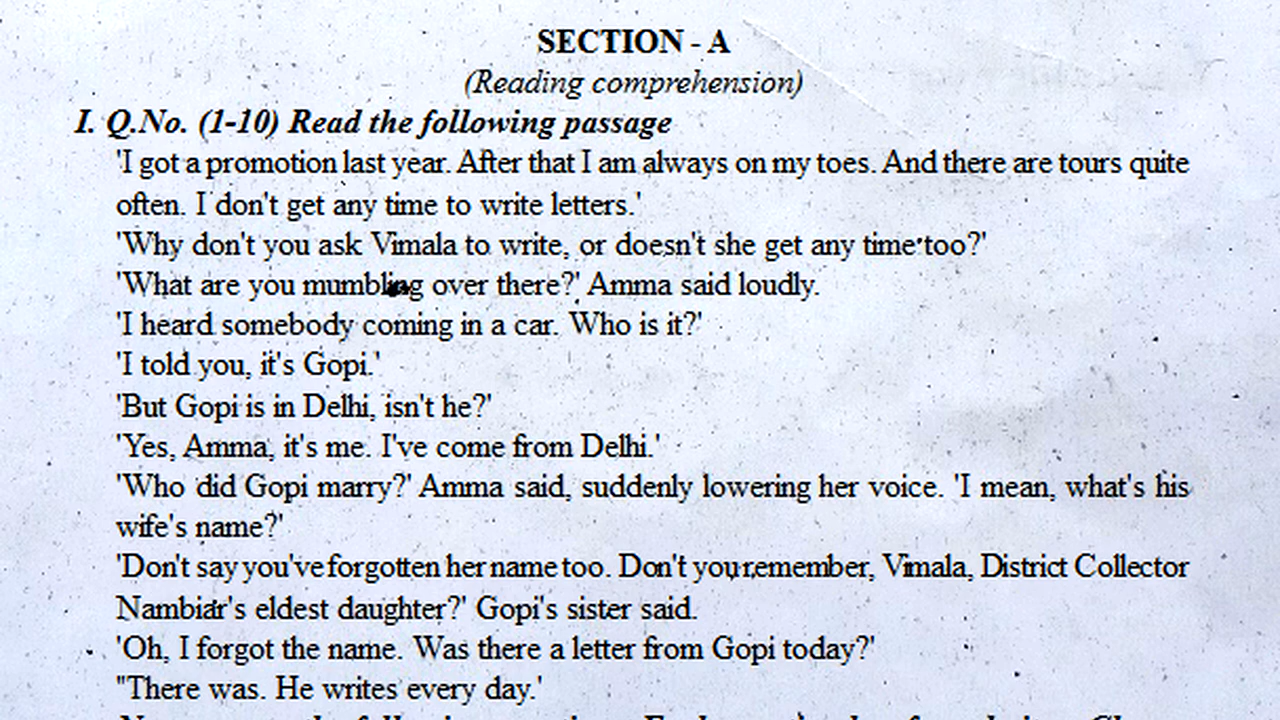 SECTION - A
(Reading comprehension)
I. Q.No. (1-10) Read the following passage
'I got a promotion last year. After that I am always on my toes. And there are tours quite
often. I don't get any time to write letters.'
'Why don't you ask Vimala to write, or doesn't she get any time too?'
'What are you mumbling over there?' Amma said loudly.
'I heard somebody coming in a car. Who is it?'
'I told you, it's Gopi.'
'But Gopi is in Delhi, isn't he?'
'Yes, Amma, it's me. I've come from Delhi.'
'Who did Gopi marry?' Amma said, suddenly lowering her voice. 'I mean, what's his
wife's name?'
'Don't say you've forgotten her name too. Don't you remember, Vimala, District Collector
Nambiar's eldest daughter?' Gopi's sister said.
'Oh, I forgot the name. Was there a letter from Gopi today?'
"There was. He writes every day.'